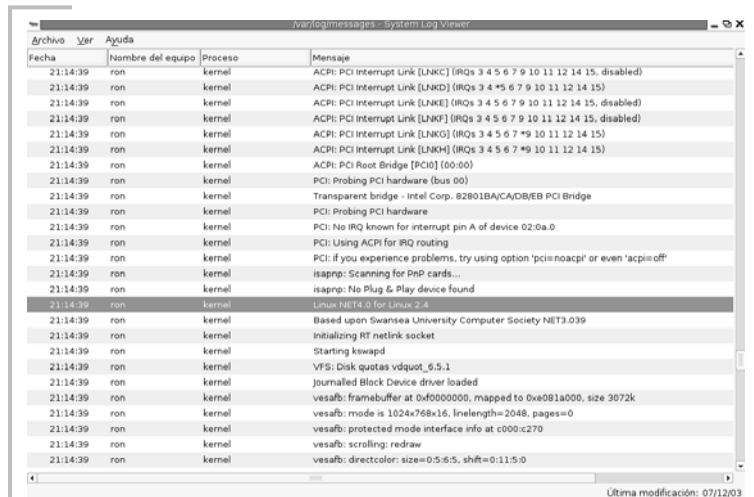 /var/log/messages - System Log Viewer
Archivo Ver Ayuda
Fecha Nombre del equipo Proceso Mensaje
21:14:39 ron kernel ACPI: PCI Interrupt Link [LNKC] (IRQs 3 4 5 6 7 9 10 11 12 14 15, disabled)
21:14:39 ron kernel ACPI: PCI Interrupt Link [LNKD] (IRQs 3 4 *5 6 7 9 10 11 12 14 15)
21:14:39 ron kernel ACPI: PCI Interrupt Link [LNKE] (IRQs 3 4 5 6 7 9 10 11 12 14 15, disabled)
21:14:39 ron kernel ACPI: PCI Interrupt Link [LNKF] (IRQs 3 4 5 6 7 9 10 11 12 14 15, disabled)
21:14:39 ron kernel ACPI: PCI Interrupt Link [LNKG] (IRQs 3 4 5 6 7 *9 10 11 12 14 15)
21:14:39 ron kernel ACPI: PCI Interrupt Link [LNKH] (IRQs 3 4 5 6 7 *9 10 11 12 14 15)
21:14:39 ron kernel ACPI: PCI Root Bridge [PCI0] (00:00)
21:14:39 ron kernel PCI: Probing PCI hardware (bus 00)
21:14:39 ron kernel Transparent bridge - Intel Corp. 82801BA/CA/DB/EB PCI Bridge
21:14:39 ron kernel PCI: Probing PCI hardware
21:14:39 ron kernel PCI: No IRQ known for interrupt pin A of device 02:0a.0
21:14:39 ron kernel PCI: Using ACPI for IRQ routing
21:14:39 ron kernel PCI: if you experience problems, try using option 'pci=noacpi' or even 'acpi=off'
21:14:39 ron kernel isapnp: Scanning for PnP cards...
21:14:39 ron kernel isapnp: No Plug & Play device found
21:14:39 ron kernel Linux NET4.0 for Linux 2.4
21:14:39 ron kernel Based upon Swansea University Computer Society NET3.039
21:14:39 ron kernel Initializing RT netlink socket
21:14:39 ron kernel Starting kswapd
21:14:39 ron kernel VFS: Disk quotas vdquot_6.5.1
21:14:39 ron kernel Journalled Block Device driver loaded
21:14:39 ron kernel vesafb: framebuffer at 0xf0000000, mapped to 0xe081a000, size 3072k
21:14:39 ron kernel vesafb: mode is 1024x768x16, linelength=2048, pages=0
21:14:39 ron kernel vesafb: protected mode interface info at c000:c270
21:14:39 ron kernel vesafb: scrolling: redraw
21:14:39 ron kernel vesafb: directcolor: size=0:5:6:5, shift=0:11:5:0
Última modificación: 07/12/03